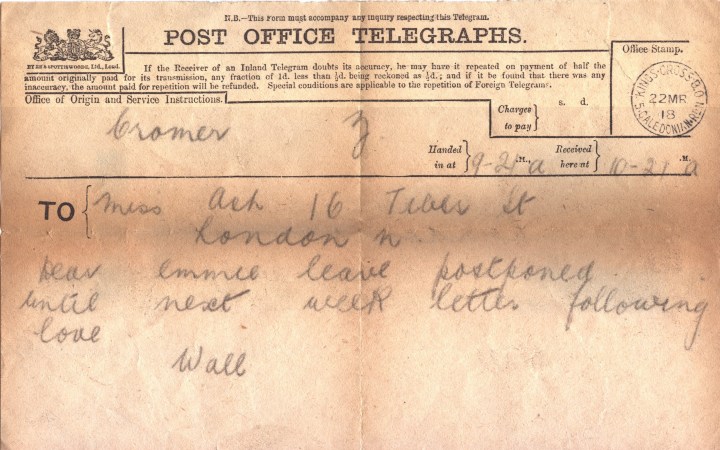 N.B.—This Form must accompany any inquiry respecting this Telegram.
POST OFFICE TELEGRAPHS.
If the Receiver of an Inland Telegram doubts its accuracy, he may have it repeated on payment of half the
amount originally paid for its transmission, any fraction of 1d. less than ½d. being reckoned as ½d.; and if it be found that there was any
inaccuracy, the amount paid for repetition will be refunded. Special conditions are applicable to the repetition of Foreign Telegrams.
Office of Origin and Service Instructions.
Charges
to pay
s. d.
Office Stamp.
KINGS CROSS B.O.
22 MR
18
Cromer
Handed
in at
9-21 M. a
Received
here at
10-21 M. a
TO
Miss Ash 16 Tiber St
London N.
Dear Emmee leave postponed
until next week letter following
love
Wall